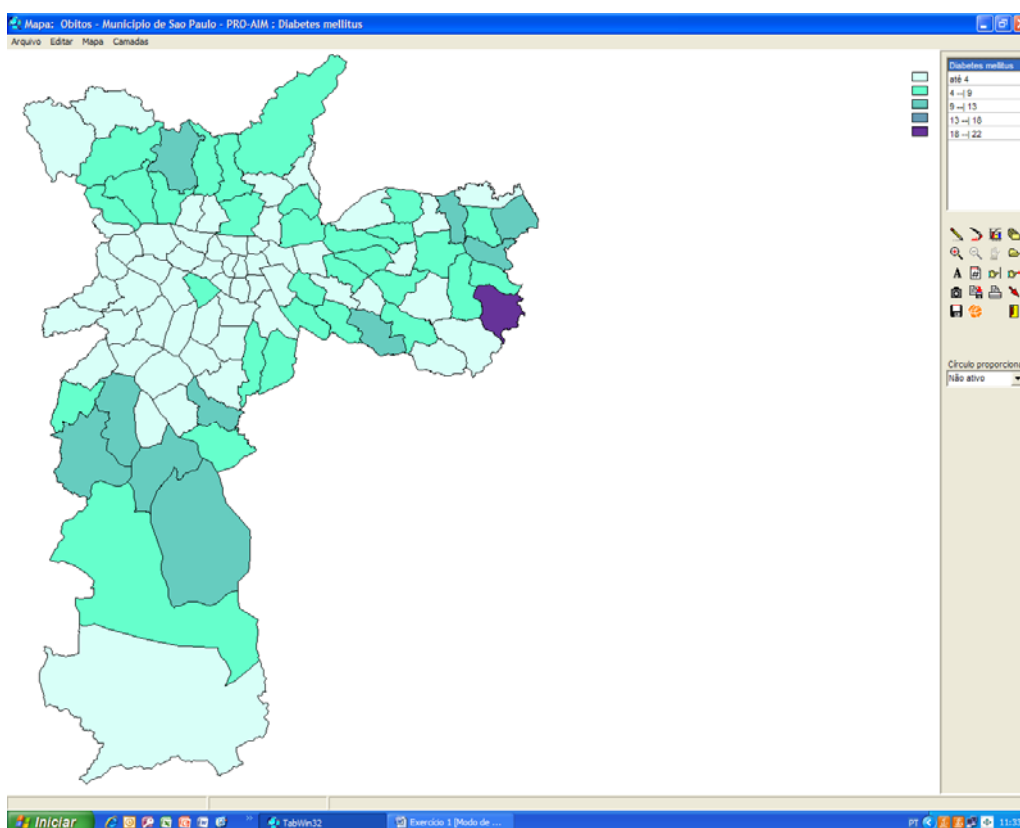 Mapa: Obitos - Municipio de Sao Paulo - PRO-AIM : Diabetes mellitus
Arquivo Editar Mapa Camadas
Diabetes mellitus
até 4
4 --| 9
9 --| 13
13 --| 18
18 --| 22
A
#
Círculo proporciona
Não ativo
Iniciar
TabWin32
Exercício 1 [Modo de ...
PT
11:33